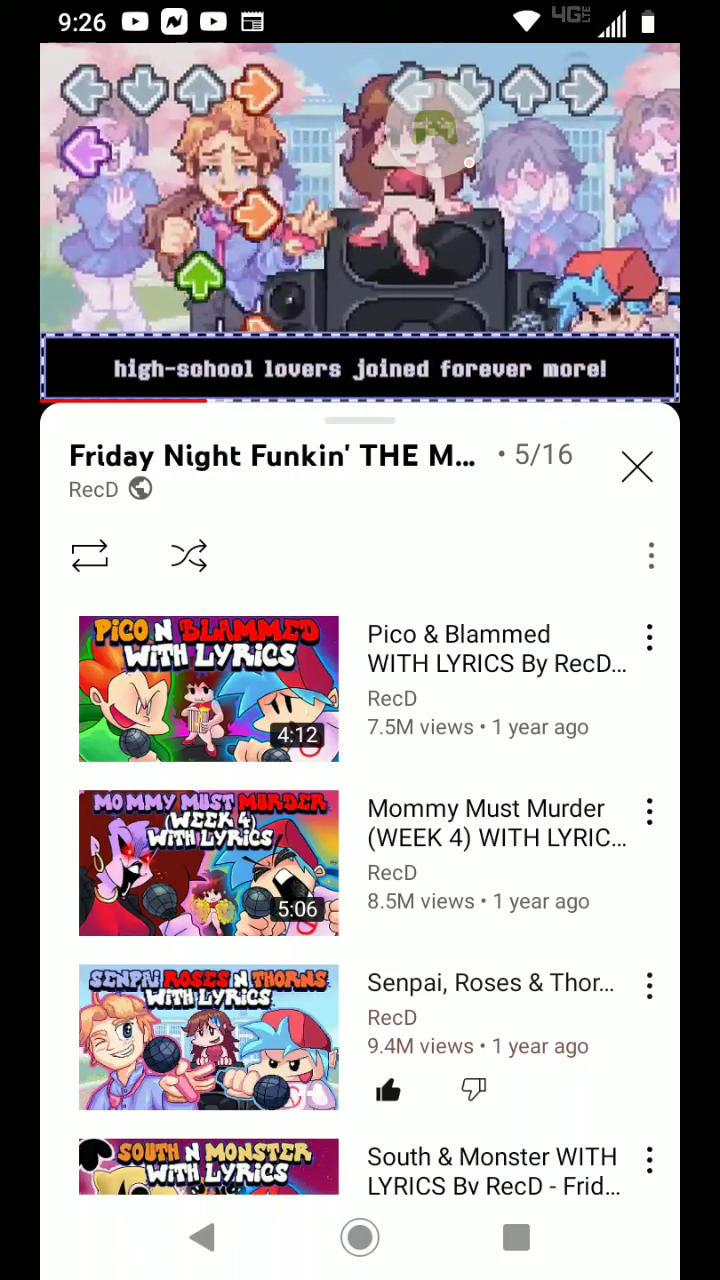 9:26
4G LTE
high-school lovers joined forever more!
Friday Night Funkin' THE M... • 5/16
RecD
PICO N BLAMMED
WITH LYRICS
4:12
Pico & Blammed
WITH LYRICS By RecD...
RecD
7.5M views • 1 year ago
MOMMY MUST MURDER
(WEEK 4)
WITH LYRICS
5:06
Mommy Must Murder
(WEEK 4) WITH LYRIC...
RecD
8.5M views • 1 year ago
SENPAI ROSES N THORNS
WITH LYRICS
Senpai, Roses & Thor...
RecD
9.4M views • 1 year ago
SOUTH N MONSTER
WITH LYRICS
South & Monster WITH
LYRICS By RecD - Frid...